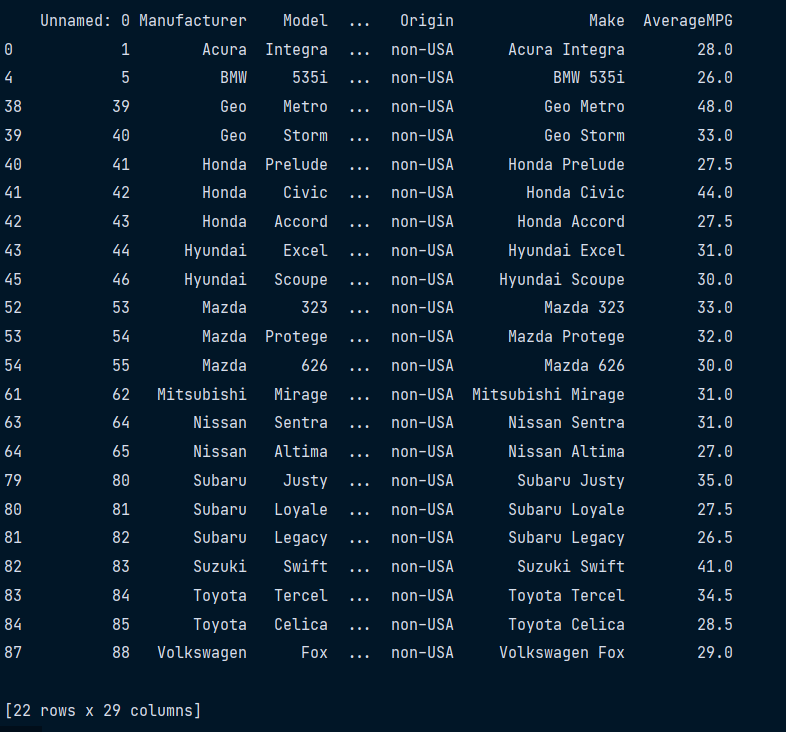 Unnamed: 0 Manufacturer Model ... Origin Make AverageMPG
0 1 Acura Integra ... non-USA Acura Integra 28.0
4 5 BMW 535i ... non-USA BMW 535i 26.0
38 39 Geo Metro ... non-USA Geo Metro 48.0
39 40 Geo Storm ... non-USA Geo Storm 33.0
40 41 Honda Prelude ... non-USA Honda Prelude 27.5
41 42 Honda Civic ... non-USA Honda Civic 44.0
42 43 Honda Accord ... non-USA Honda Accord 27.5
43 44 Hyundai Excel ... non-USA Hyundai Excel 31.0
45 46 Hyundai Scoupe ... non-USA Hyundai Scoupe 30.0
52 53 Mazda 323 ... non-USA Mazda 323 33.0
53 54 Mazda Protege ... non-USA Mazda Protege 32.0
54 55 Mazda 626 ... non-USA Mazda 626 30.0
61 62 Mitsubishi Mirage ... non-USA Mitsubishi Mirage 31.0
63 64 Nissan Sentra ... non-USA Nissan Sentra 31.0
64 65 Nissan Altima ... non-USA Nissan Altima 27.0
79 80 Subaru Justy ... non-USA Subaru Justy 35.0
80 81 Subaru Loyale ... non-USA Subaru Loyale 27.5
81 82 Subaru Legacy ... non-USA Subaru Legacy 26.5
82 83 Suzuki Swift ... non-USA Suzuki Swift 41.0
83 84 Toyota Tercel ... non-USA Toyota Tercel 34.5
84 85 Toyota Celica ... non-USA Toyota Celica 28.5
87 88 Volkswagen Fox ... non-USA Volkswagen Fox 29.0
[22 rows x 29 columns]